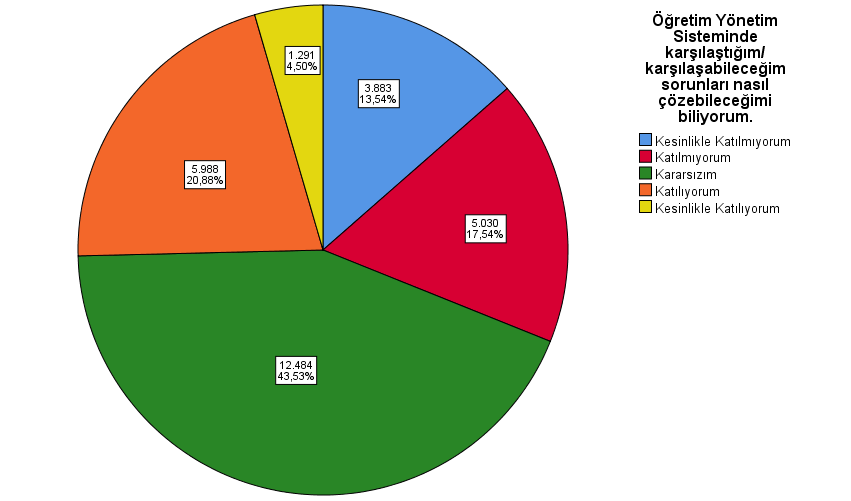 Öğretim Yönetim
Sisteminde
karşılaştığım/
karşılaşabileceğim
sorunları nasıl
çözebileceğimi
biliyorum.
Kesinlikle Katılmıyorum
Katılmıyorum
Kararsızım
Katılıyorum
Kesinlikle Katılıyorum
1.291
4,50%
3.883
13,54%
5.988
20,88%
5.030
17,54%
12.484
43,53%